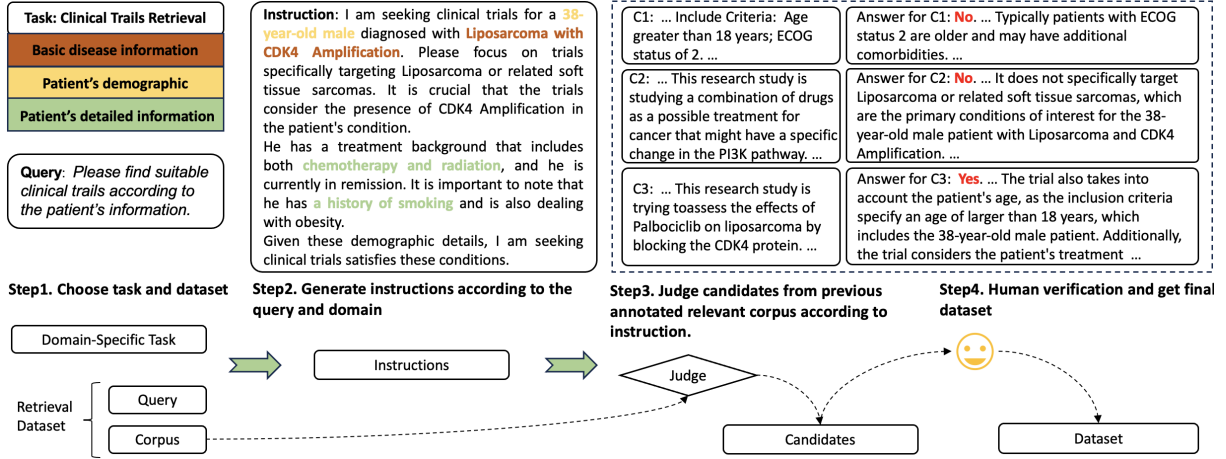 Task: Clinical Trails Retrieval
Basic disease information
Patient's demographic
Patient's detailed information
Query: Please find suitable
clinical trails according to
the patient's information.
Instruction: I am seeking clinical trials for a 38-
year-old male diagnosed with Liposarcoma with
CDK4 Amplification. Please focus on trials
specifically targeting Liposarcoma or related soft
tissue sarcomas. It is crucial that the trials
consider the presence of CDK4 Amplification in
the patient's condition.
He has a treatment background that includes
both chemotherapy and radiation, and he is
currently in remission. It is important to note that
he has a history of smoking and is also dealing
with obesity.
Given these demographic details, I am seeking
clinical trials satisfies these conditions.
C1: ... Include Criteria: Age
greater than 18 years; ECOG
status of 2. ...
Answer for C1: No. ... Typically patients with ECOG
status 2 are older and may have additional
comorbidities. ...
C2: ... This research study is
studying a combination of drugs
as a possible treatment for
cancer that might have a specific
change in the PI3K pathway. ...
Answer for C2: No. ... It does not specifically target
Liposarcoma or related soft tissue sarcomas, which
are the primary conditions of interest for the 38-
year-old male patient with Liposarcoma and CDK4
Amplification. ...
C3: ... This research study is
trying toassess the effects of
Palbociclib on liposarcoma by
blocking the CDK4 protein. ...
Answer for C3: Yes. ... The trial also takes into
account the patient's age, as the inclusion criteria
specify an age of larger than 18 years, which
includes the 38-year-old male patient. Additionally,
the trial considers the patient's treatment ...
Step1. Choose task and dataset
Step2. Generate instructions according to the
query and domain
Step3. Judge candidates from previous
annotated relevant corpus according to
instruction.
Step4. Human verification and get final
dataset
Domain-Specific Task
Retrieval
Dataset
Query
Corpus
Instructions
Judge
Candidates
Dataset